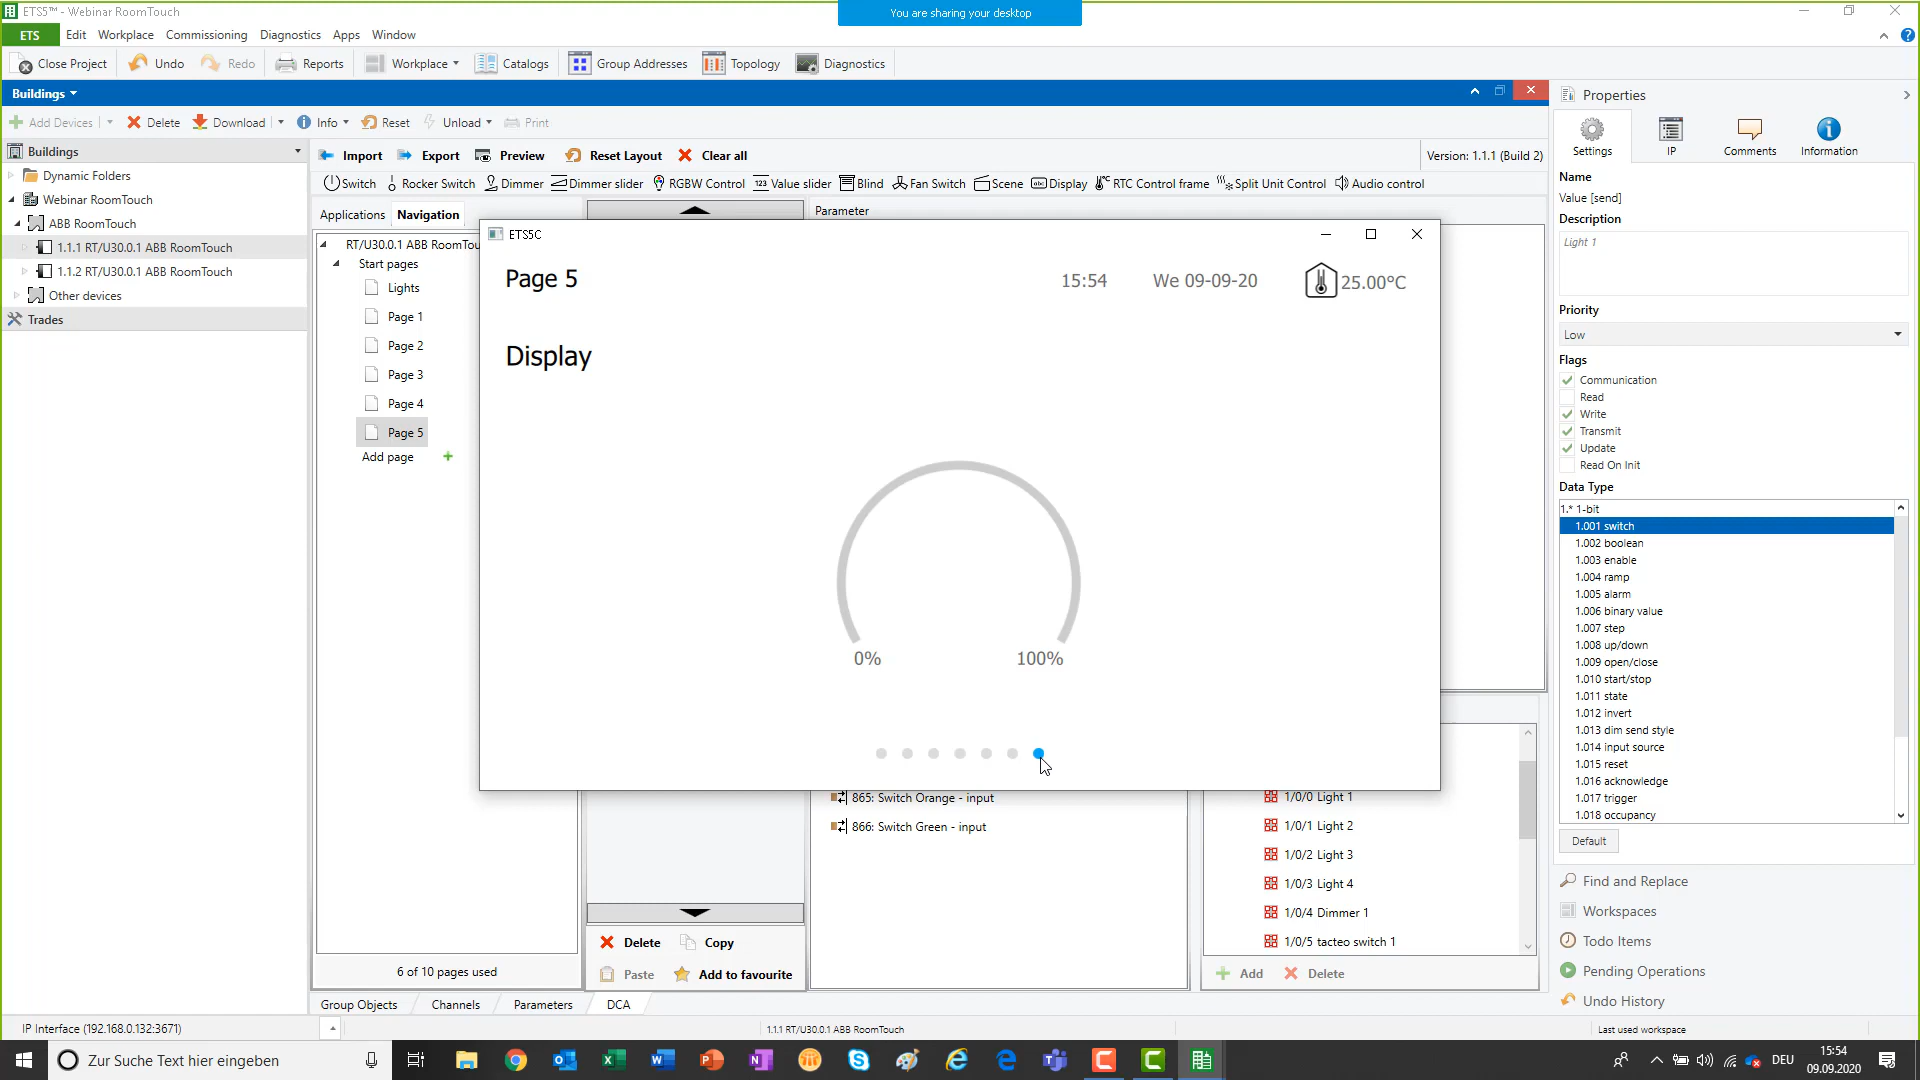 ETS5™ - Webinar RoomTouch
You are sharing your desktop
ETS Edit Workplace Commissioning Diagnostics Apps Window
Close Project Undo Redo Reports Workplace Catalogs Group Addresses Topology Diagnostics
Buildings
Add Devices Delete Download Info Reset Unload Print
Buildings
Dynamic Folders
Webinar RoomTouch
ABB RoomTouch
1.1.1 RT/U30.0.1 ABB RoomTouch
1.1.2 RT/U30.0.1 ABB RoomTouch
Other devices
Trades
Import Export Preview Reset Layout Clear all
Version: 1.1.1 (Build 2)
Switch Rocker Switch Dimmer Dimmer slider RGBW Control 123 Value slider Blind Fan Switch Scene abc Display RTC Control frame Split Unit Control Audio control
Applications Navigation
Parameter
RT/U30.0.1 ABB RoomTou
Start pages
Lights
Page 1
Page 2
Page 3
Page 4
Page 5
Add page
6 of 10 pages used
ETS5C
Page 5
15:54
We 09-09-20
25.00°C
Display
0%
100%
865: Switch Orange - input
866: Switch Green - input
Delete Copy
Paste Add to favourite
1/0/0 Light 1
1/0/1 Light 2
1/0/2 Light 3
1/0/3 Light 4
1/0/4 Dimmer 1
1/0/5 tacteo switch 1
Add Delete
Group Objects Channels Parameters DCA
Properties
Settings IP Comments Information
Name
Value [send]
Description
Light 1
Priority
Low
Flags
Communication
Read
Write
Transmit
Update
Read On Init
Data Type
1.* 1-bit
1.001 switch
1.002 boolean
1.003 enable
1.004 ramp
1.005 alarm
1.006 binary value
1.007 step
1.008 up/down
1.009 open/close
1.010 start/stop
1.011 state
1.012 invert
1.013 dim send style
1.014 input source
1.015 reset
1.016 acknowledge
1.017 trigger
1.018 occupancy
Default
Find and Replace
Workspaces
Todo Items
Pending Operations
Undo History
IP Interface (192.168.0.132:3671)
1.1.1 RT/U30.0.1 ABB RoomTouch
Last used workspace
Zur Suche Text hier eingeben
DEU
15:54
09.09.2020